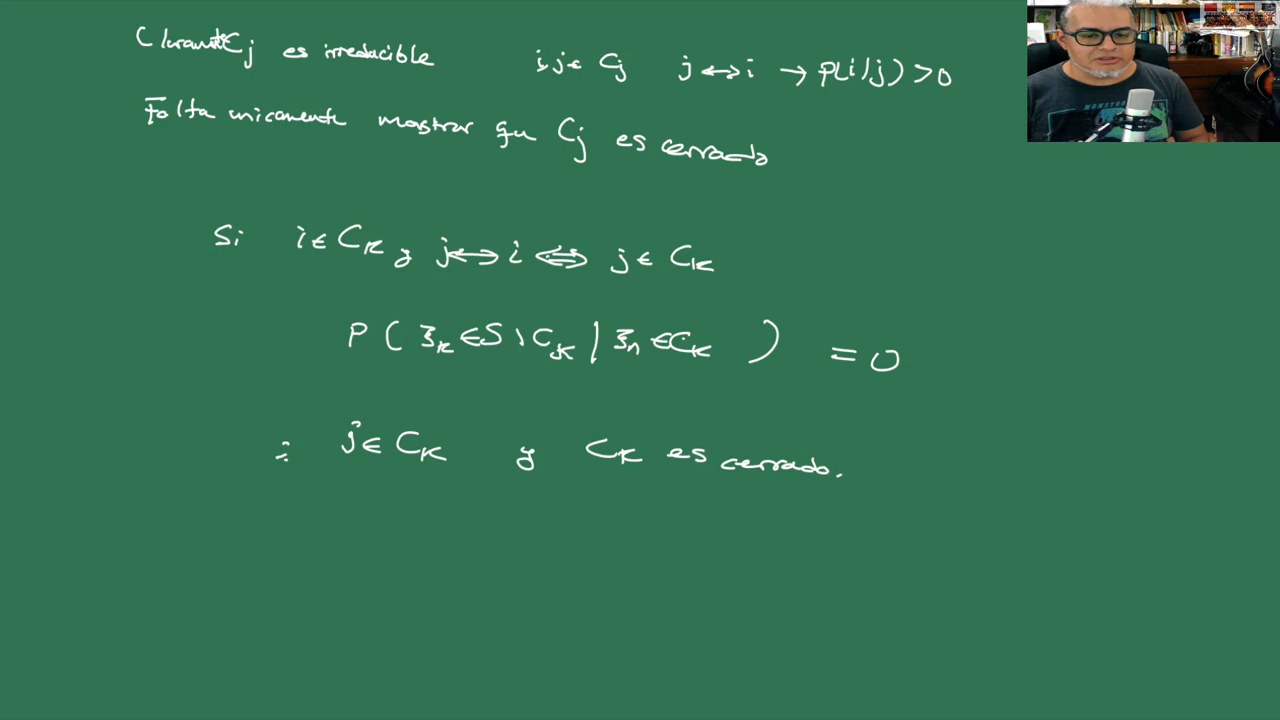 Claramente Cj es irreducible i,j ∈ Cj j ↔ i → p(i|j) > 0
Falta unicamente mostrar que Cj es cerrado
Si i ∈ CK y j ↔ i ⇔ j ∈ CK
P( ξk ∈ S \ CK | ξn ∈ CK ) = 0
∴ j ∈ CK y CK es cerrado.